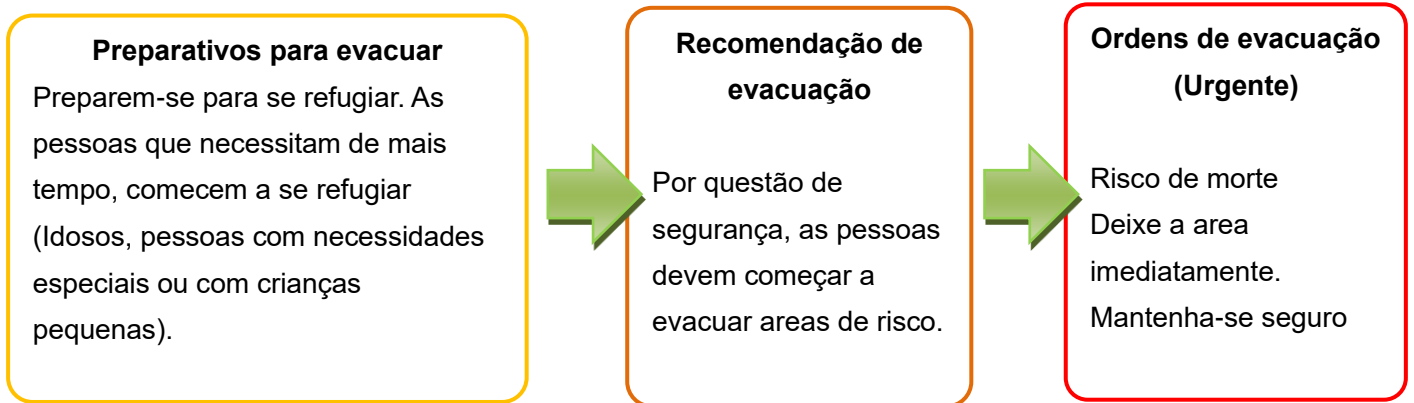 Preparativos para evacuar
Preparem-se para se refugiar. As
pessoas que necessitam de mais
tempo, comecem a se refugiar
(Idosos, pessoas com necessidades
especiais ou com crianças
pequenas).
Recomendação de
evacuação
Por questão de
segurança, as pessoas
devem começar a
evacuar areas de risco.
Ordens de evacuação
(Urgente)
Risco de morte
Deixe a area
imediatamente.
Mantenha-se seguro